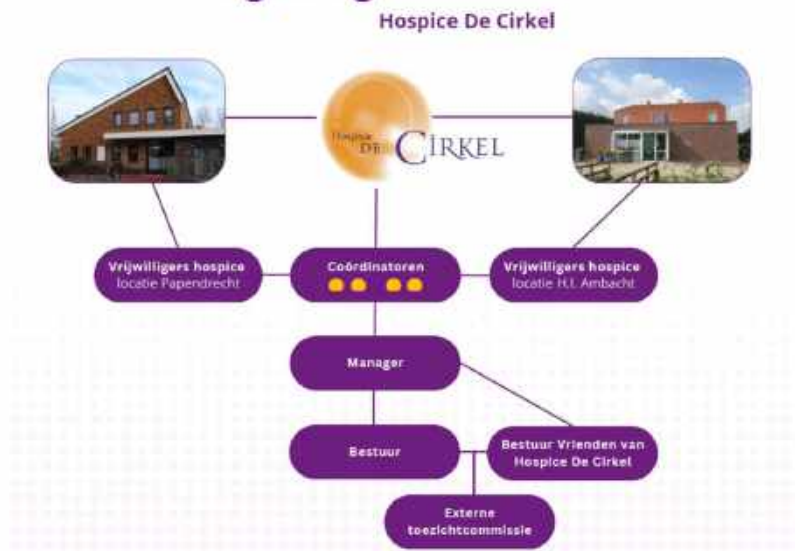 Hospice De Cirkel
Hospice
DE CIRKEL
Vrijwilligers hospice
locatie Papendrecht
Coördinatoren
Vrijwilligers hospice
locatie H.I. Ambacht
Manager
Bestuur
Bestuur Vrienden van
Hospice De Cirkel
Externe
toezichtcommissie